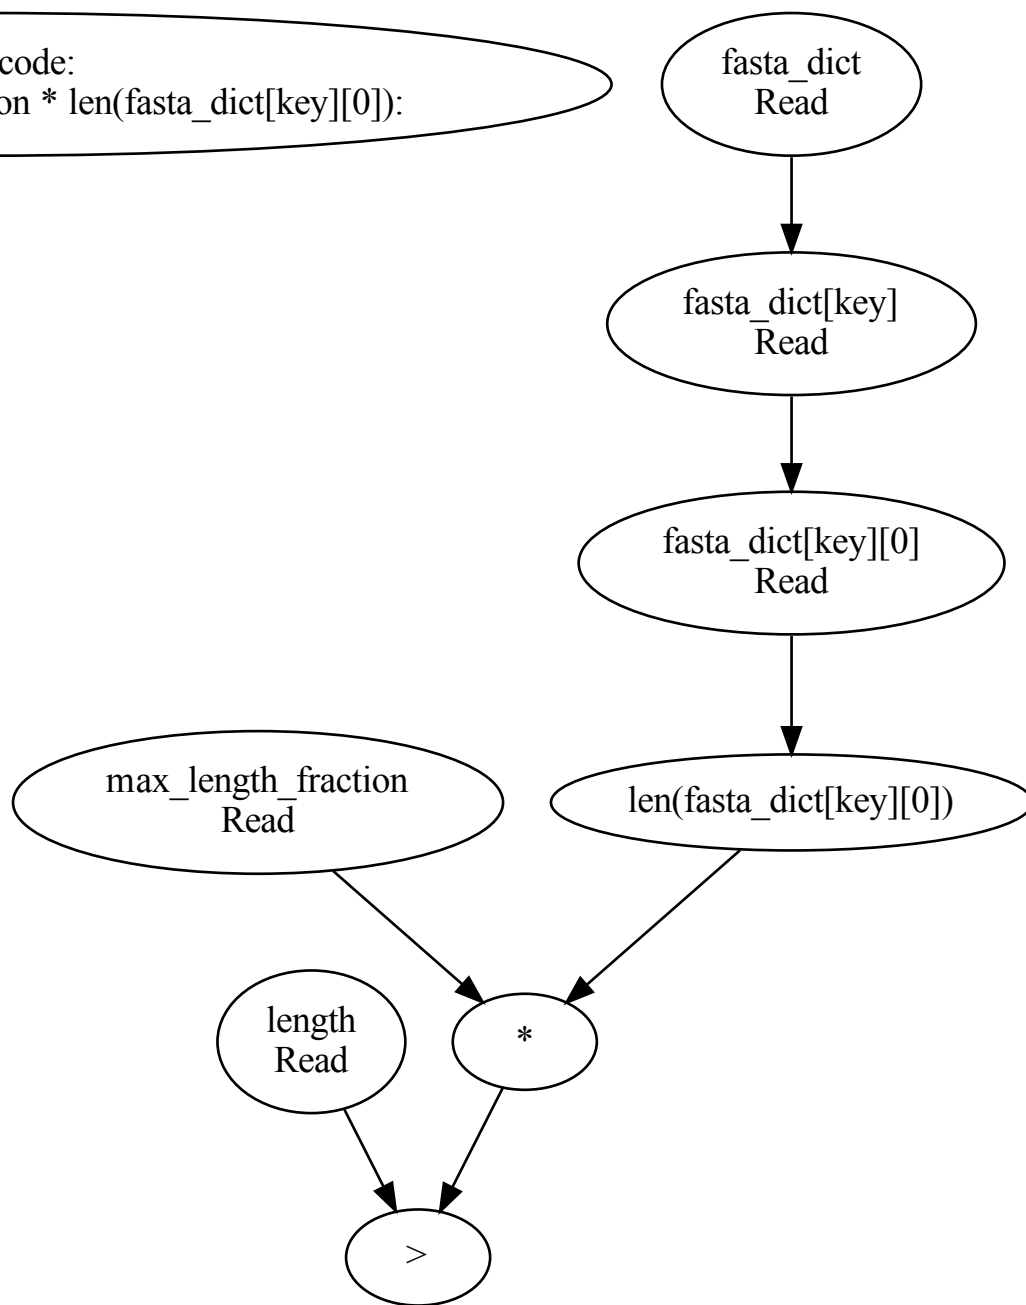 code:
on * len(fasta_dict[key][0]):
fasta_dict
Read
fasta_dict[key]
Read
fasta_dict[key][0]
Read
max_length_fraction
Read
len(fasta_dict[key][0])
length
Read
*
>